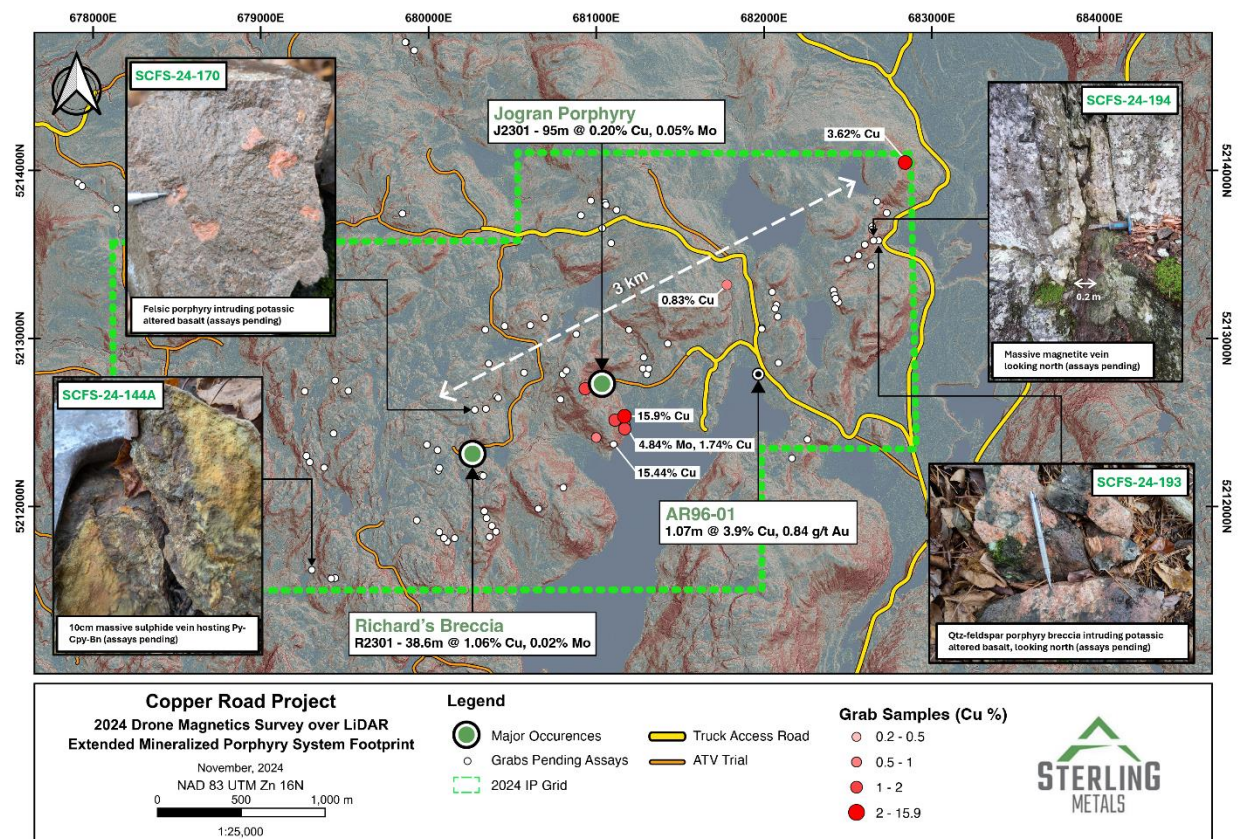 678000E
679000E
680000E
681000E
682000E
683000E
684000E
5214000N
5213000N
5212000N
5214000N
5213000N
5212000N
SCFS-24-170
Felsic porphyry intruding potassic
altered basalt (assays pending)
Jogran Porphyry
J2301 - 95m @ 0.20% Cu, 0.05% Mo
3.62% Cu
SCFS-24-194
0.2 m
Massive magnetite vein
looking north (assays pending)
3 km
0.83% Cu
SCFS-24-144A
10cm massive sulphide vein hosting Py-
Cpy-Bn (assays pending)
15.9% Cu
4.84% Mo, 1.74% Cu
15.44% Cu
AR96-01
1.07m @ 3.9% Cu, 0.84 g/t Au
SCFS-24-193
Qtz-feldspar porphyry breccia intruding potassic
altered basalt, looking north (assays pending)
Richard's Breccia
R2301 - 38.6m @ 1.06% Cu, 0.02% Mo
Copper Road Project
2024 Drone Magnetics Survey over LiDAR
Extended Mineralized Porphyry System Footprint
November, 2024
NAD 83 UTM Zn 16N
0 500 1,000 m
1:25,000
Legend
Major Occurences
Grabs Pending Assays
2024 IP Grid
Truck Access Road
ATV Trial
Grab Samples (Cu %)
0.2 - 0.5
0.5 - 1
1 - 2
2 - 15.9
STERLING
METALS